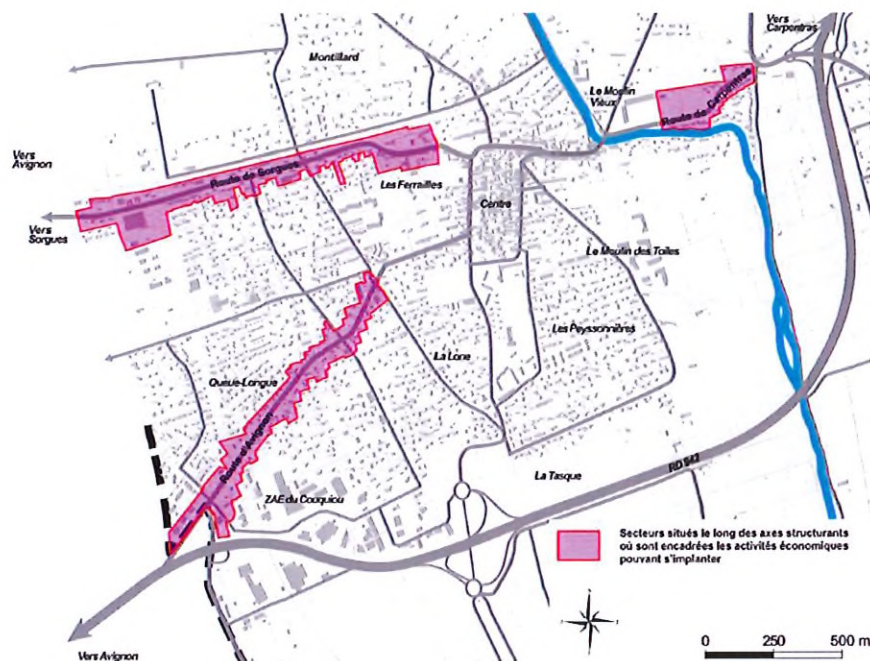 Vers
Carpentras
Montillard
Le Moulin
Vieux
Route de Carpentras
Vers
Avignon
Route de Sorgues
Les Ferrailles
Centre
Vers
Sorgues
Le Moulin des Toiles
Les Peyssonnières
La Lone
Queue-Longue
Route d'Avignon
La Tasque
RD 942
ZAE du Couquiou
Secteurs situés le long des axes structurants
où sont encadrées les activités économiques
pouvant s'implanter
Vers Avignon
0 250 500 m